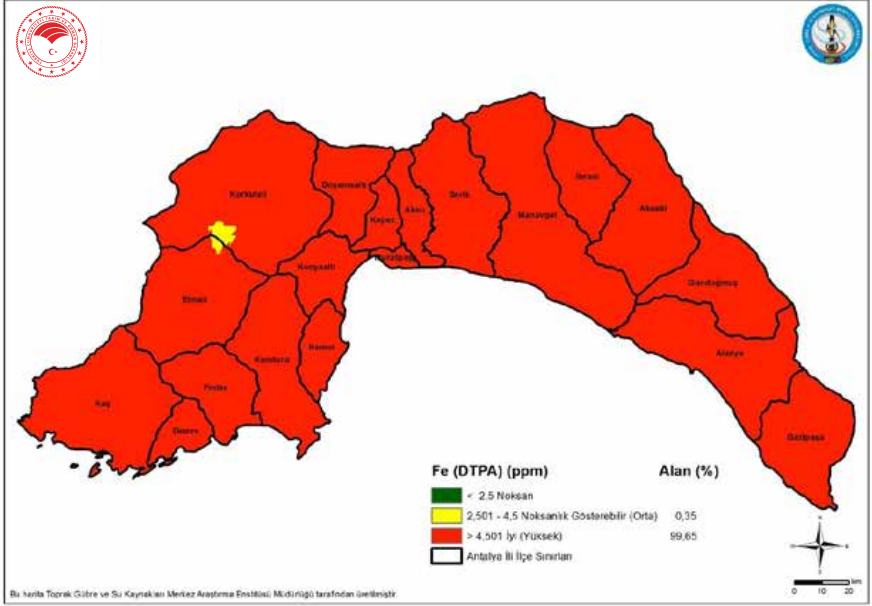 Korkuteli
Döşemealtı
Kepez
Aksu
Serik
Manavgat
İbradı
Akseki
Gündoğmuş
Alanya
Gazipaşa
Muratpaşa
Konyaaltı
Elmalı
Kemer
Kumluca
Finike
Demre
Kaş
Fe (DTPA) (ppm) Alan (%)
< 2.5 Noksan
2,501 - 4,5 Noksanlık Gösterebilir (Orta) 0,35
> 4,501 İyi (Yüksek) 99,65
Antalya İli İlçe Sınırları
km
0 10 20
Bu harita Toprak Gübre ve Su Kaynakları Merkez Araştırma Enstitüsü Müdürlüğü tarafından üretilmiştir.